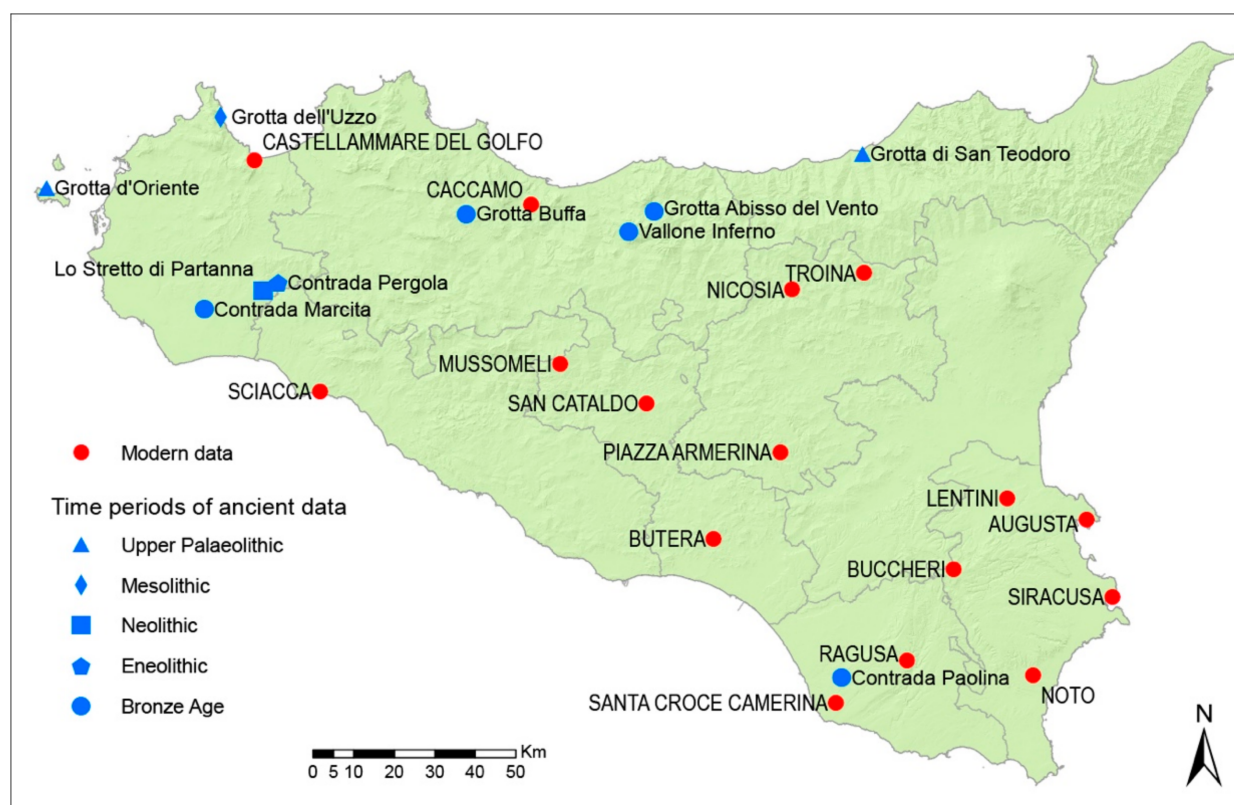 Grotta dell'Uzzo
CASTELLAMMARE DEL GOLFO
Grotta di San Teodoro
Grotta d'Oriente
CACCAMO
Grotta Buffa
Grotta Abisso del Vento
Vallone Inferno
Lo Stretto di Partanna
Contrada Pergola
Contrada Marcita
TROINA
NICOSIA
MUSSOMELI
SCIACCA
SAN CATALDO
PIAZZA ARMERINA
LENTINI
AUGUSTA
BUTERA
BUCCHERI
SIRACUSA
RAGUSA
Contrada Paolina
SANTA CROCE CAMERINA
NOTO
Modern data
Time periods of ancient data
Upper Palaeolithic
Mesolithic
Neolithic
Eneolithic
Bronze Age
Km
0 5 10 20 30 40 50
N